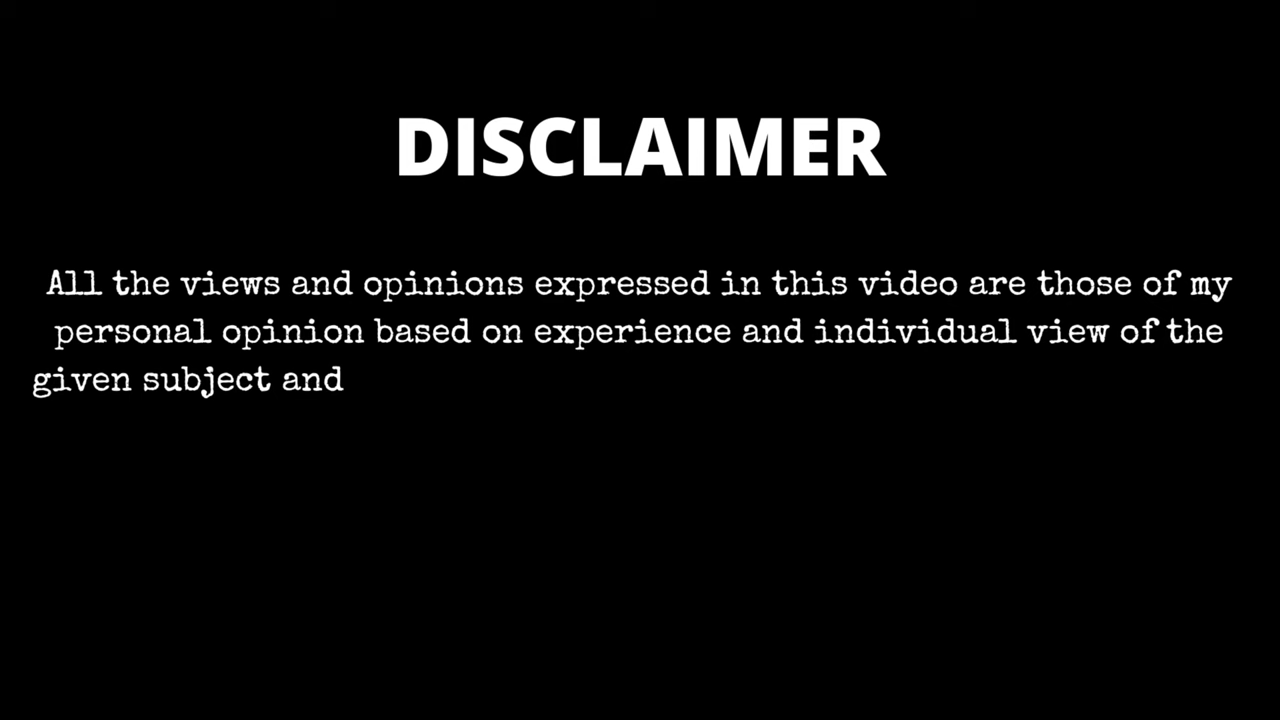 DISCLAIMER
All the views and opinions expressed in this video are those of my
personal opinion based on experience and individual view of the
given subject and